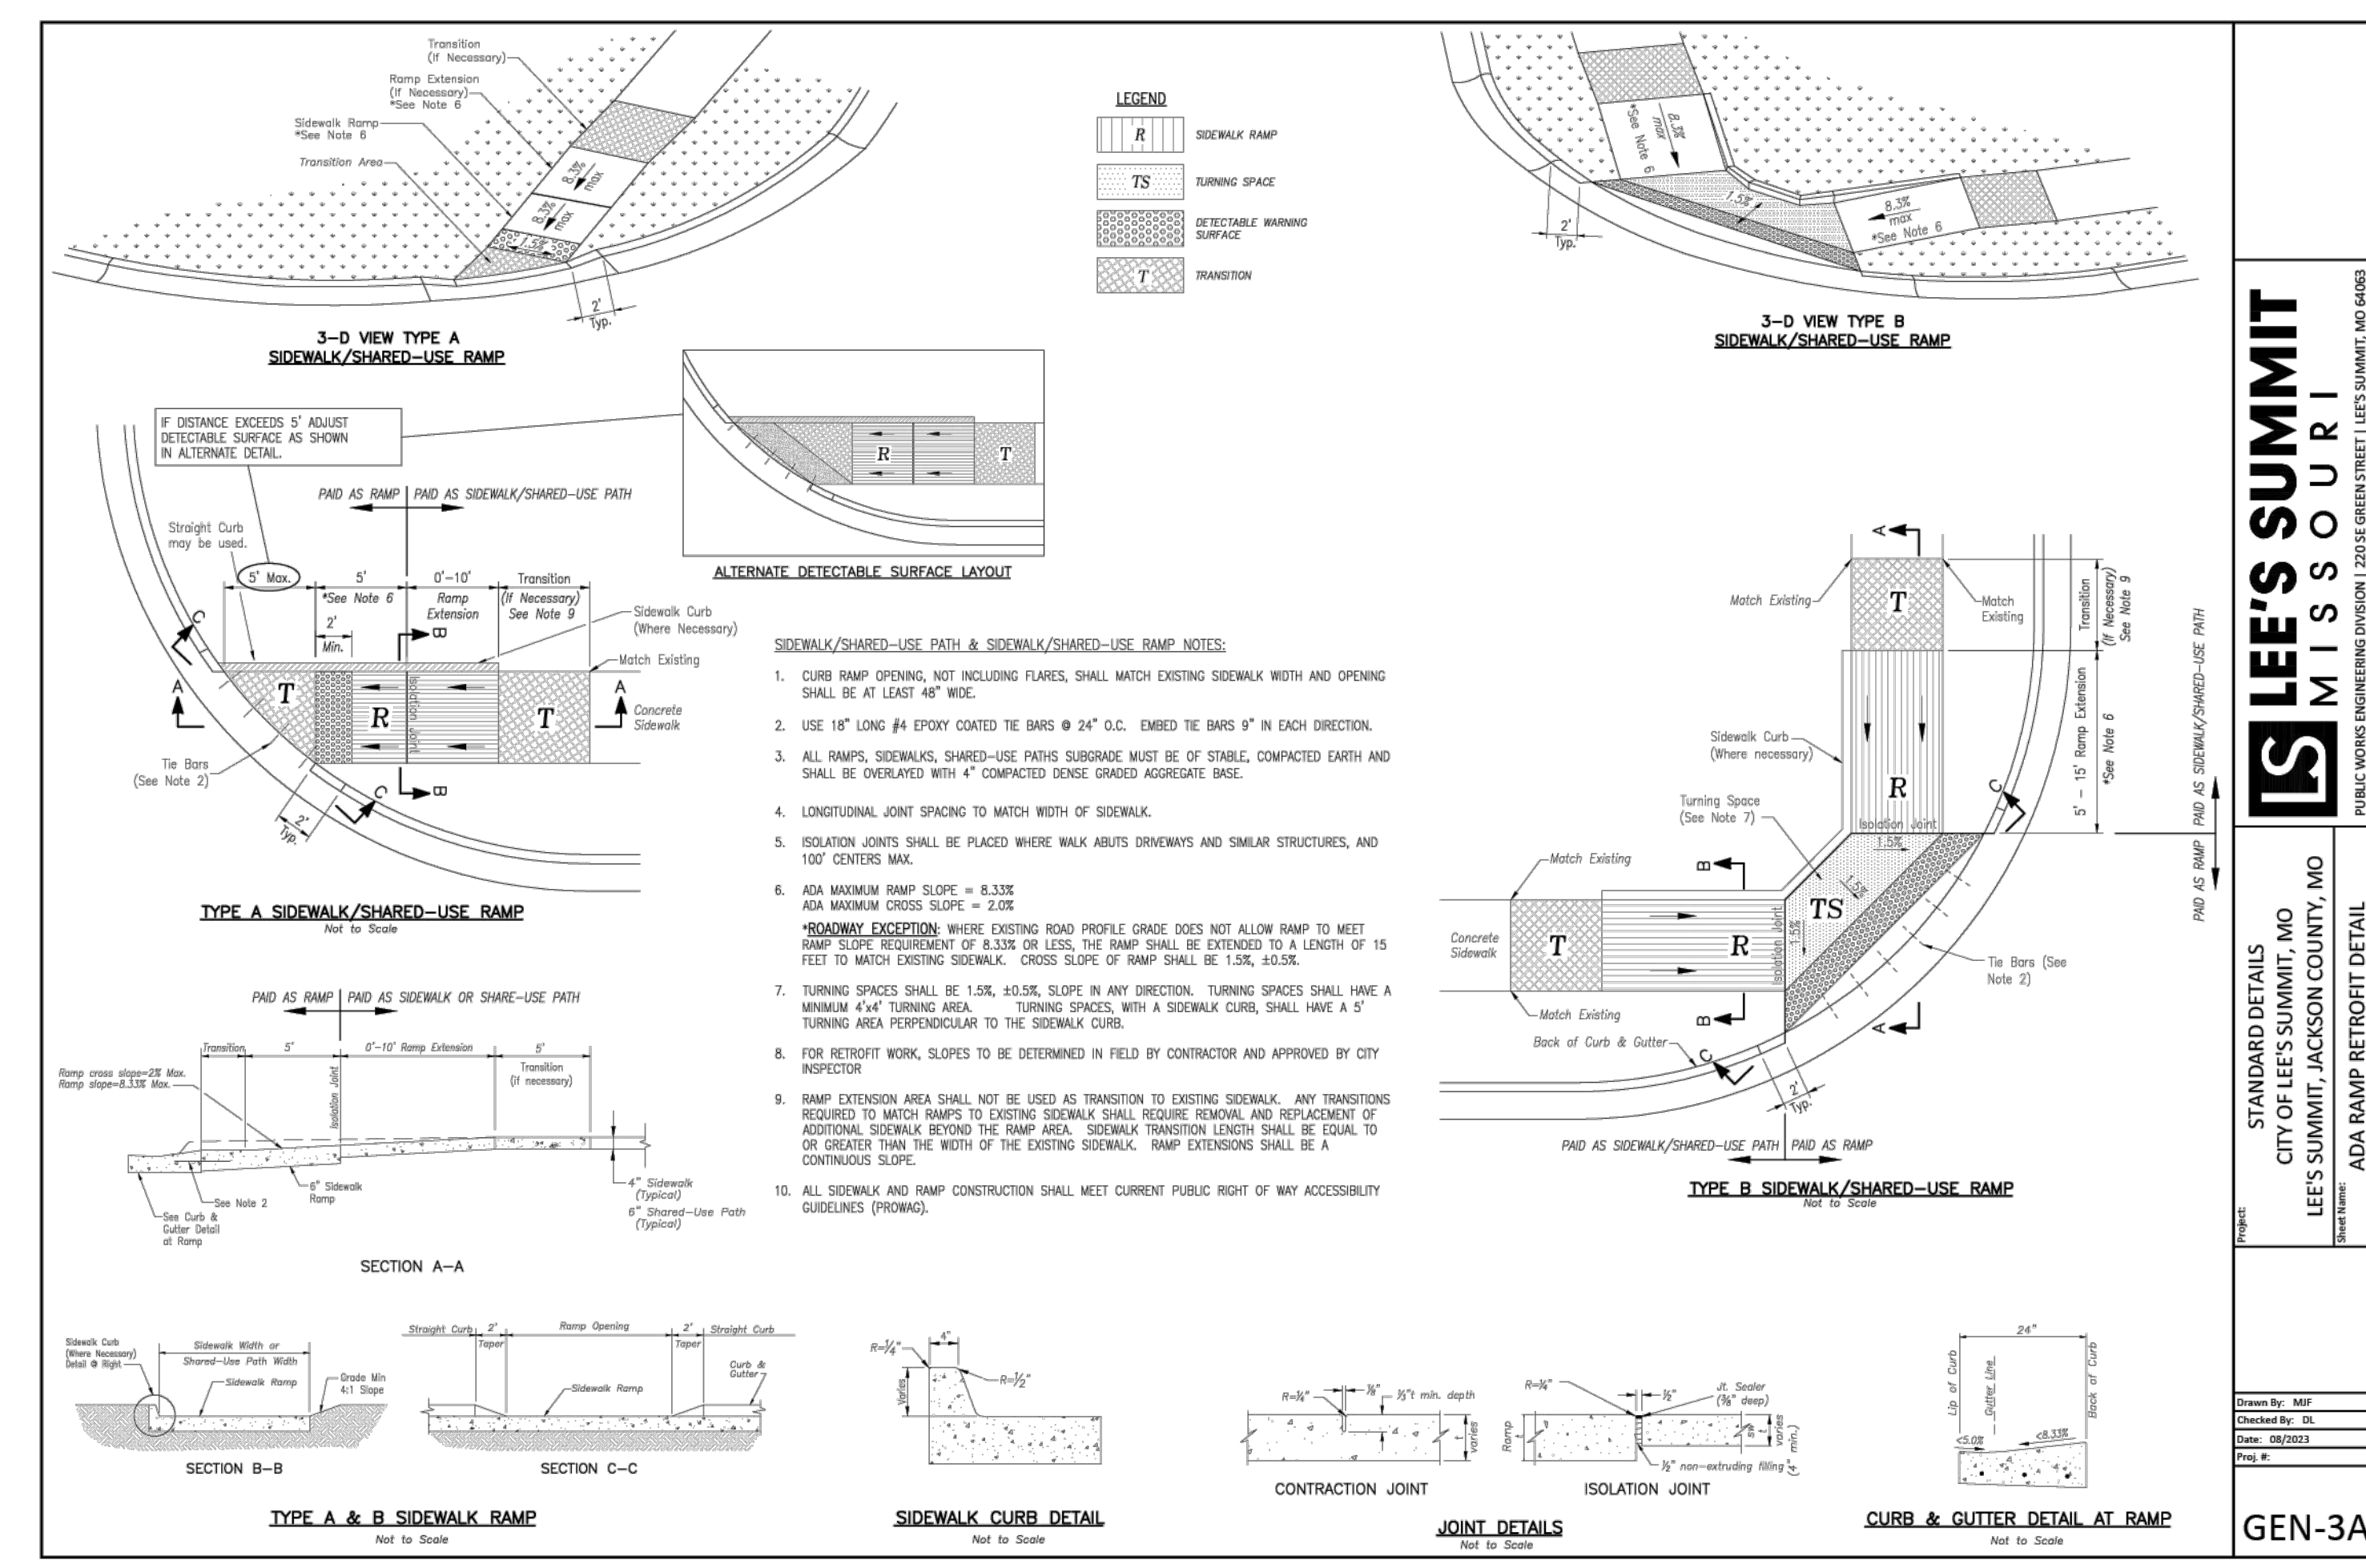 Transition
(If Necessary)
Ramp Extension
(If Necessary)
*See Note 6
Sidewalk Ramp
*See Note 6
Transition Area
8.3%
max
8.3%
max
1.5%
2'
Typ.
3-D VIEW TYPE A
SIDEWALK/SHARED-USE RAMP
LEGEND
R
SIDEWALK RAMP
TS
TURNING SPACE
DETECTABLE WARNING
SURFACE
T
TRANSITION
8.3%
max
*See Note 6
1.5%
8.3%
max
*See Note 6
2'
Typ.
3-D VIEW TYPE B
SIDEWALK/SHARED-USE RAMP
IF DISTANCE EXCEEDS 5' ADJUST
DETECTABLE SURFACE AS SHOWN
IN ALTERNATE DETAIL.
R
T
ALTERNATE DETECTABLE SURFACE LAYOUT
PAID AS RAMP
PAID AS SIDEWALK/SHARED-USE PATH
Straight Curb
may be used.
5' Max.
5'
*See Note 6
0'-10'
Ramp
Extension
Transition
(If Necessary)
See Note 9
2'
Min.
B
Sidewalk Curb
(Where Necessary)
Match Existing
C
A
T
R
Isolation Joint
T
A
Concrete
Sidewalk
Tie Bars
(See Note 2)
C
B
2'
Typ.
TYPE A SIDEWALK/SHARED-USE RAMP
Not to Scale
SIDEWALK/SHARED-USE PATH & SIDEWALK/SHARED-USE RAMP NOTES:
1. CURB RAMP OPENING, NOT INCLUDING FLARES, SHALL MATCH EXISTING SIDEWALK WIDTH AND OPENING
SHALL BE AT LEAST 48" WIDE.
2. USE 18" LONG #4 EPOXY COATED TIE BARS @ 24" O.C. EMBED TIE BARS 9" IN EACH DIRECTION.
3. ALL RAMPS, SIDEWALKS, SHARED-USE PATHS SUBGRADE MUST BE OF STABLE, COMPACTED EARTH AND
SHALL BE OVERLAYED WITH 4" COMPACTED DENSE GRADED AGGREGATE BASE.
4. LONGITUDINAL JOINT SPACING TO MATCH WIDTH OF SIDEWALK.
5. ISOLATION JOINTS SHALL BE PLACED WHERE WALK ABUTS DRIVEWAYS AND SIMILAR STRUCTURES, AND
100' CENTERS MAX.
6. ADA MAXIMUM RAMP SLOPE = 8.33%
ADA MAXIMUM CROSS SLOPE = 2.0%
*ROADWAY EXCEPTION: WHERE EXISTING ROAD PROFILE GRADE DOES NOT ALLOW RAMP TO MEET
RAMP SLOPE REQUIREMENT OF 8.33% OR LESS, THE RAMP SHALL BE EXTENDED TO A LENGTH OF 15
FEET TO MATCH EXISTING SIDEWALK. CROSS SLOPE OF RAMP SHALL BE 1.5%, ±0.5%.
7. TURNING SPACES SHALL BE 1.5%, ±0.5%, SLOPE IN ANY DIRECTION. TURNING SPACES SHALL HAVE A
MINIMUM 4'x4' TURNING AREA. TURNING SPACES, WITH A SIDEWALK CURB, SHALL HAVE A 5'
TURNING AREA PERPENDICULAR TO THE SIDEWALK CURB.
8. FOR RETROFIT WORK, SLOPES TO BE DETERMINED IN FIELD BY CONTRACTOR AND APPROVED BY CITY
INSPECTOR
9. RAMP EXTENSION AREA SHALL NOT BE USED AS TRANSITION TO EXISTING SIDEWALK. ANY TRANSITIONS
REQUIRED TO MATCH RAMPS TO EXISTING SIDEWALK SHALL REQUIRE REMOVAL AND REPLACEMENT OF
ADDITIONAL SIDEWALK BEYOND THE RAMP AREA. SIDEWALK TRANSITION LENGTH SHALL BE EQUAL TO
OR GREATER THAN THE WIDTH OF THE EXISTING SIDEWALK. RAMP EXTENSIONS SHALL BE A
CONTINUOUS SLOPE.
10. ALL SIDEWALK AND RAMP CONSTRUCTION SHALL MEET CURRENT PUBLIC RIGHT OF WAY ACCESSIBILITY
GUIDELINES (PROWAG).
A
Match Existing
T
Match
Existing
Transition
(If Necessary)
See Note 9
Sidewalk Curb
(Where necessary)
R
5' - 15' Ramp Extension
*See Note 6
PAID AS SIDEWALK/SHARED-USE PATH
PAID AS RAMP
C
Turning Space
(See Note 7)
Isolation Joint
1.5%
1.5%
1.5%
TS
Isolation Joint
Match Existing
B
Concrete
Sidewalk
T
R
Match Existing
B
Tie Bars (See
Note 2)
A
Back of Curb & Gutter
C
2'
Typ.
PAID AS SIDEWALK/SHARED-USE PATH
PAID AS RAMP
TYPE B SIDEWALK/SHARED-USE RAMP
Not to Scale
PAID AS RAMP
PAID AS SIDEWALK OR SHARE-USE PATH
Transition
5'
0'-10' Ramp Extension
5'
Transition
(if necessary)
Ramp cross slope=2% Max.
Ramp slope=8.33% Max.
Isolation Joint
See Note 2
6" Sidewalk
Ramp
See Curb &
Gutter Detail
at Ramp
4" Sidewalk
(Typical)
6" Shared-Use Path
(Typical)
SECTION A-A
Sidewalk Curb
(Where Necessary)
Detail @ Right
Sidewalk Width or
Shared-Use Path Width
Sidewalk Ramp
Grade Min
4:1 Slope
SECTION B-B
Straight Curb
2'
Taper
Ramp Opening
2'
Taper
Straight Curb
Curb &
Gutter
Sidewalk Ramp
SECTION C-C
TYPE A & B SIDEWALK RAMP
Not to Scale
4"
R=¼"
R=½"
Varies
SIDEWALK CURB DETAIL
Not to Scale
R=¼"
⅛"
⅓"t min. depth
t
varies
CONTRACTION JOINT
R=¼"
½"
Jt. Sealer
(⅜" deep)
Ramp
t
SW t
varies
(4" min.)
½" non-extruding filling
ISOLATION JOINT
JOINT DETAILS
Not to Scale
24"
Lip of Curb
Gutter Line
Back of Curb
<5.0%
<8.33%
CURB & GUTTER DETAIL AT RAMP
Not to Scale
LS LEE'S SUMMIT
MISSOURI
PUBLIC WORKS ENGINEERING DIVISION | 220 SE GREEN STREET | LEE'S SUMMIT, MO 64063
Project:
STANDARD DETAILS
CITY OF LEE'S SUMMIT, MO
LEE'S SUMMIT, JACKSON COUNTY, MO
Sheet Name:
ADA RAMP RETROFIT DETAIL
Drawn By: MJF
Checked By: DL
Date: 08/2023
Proj. #:
GEN-3A